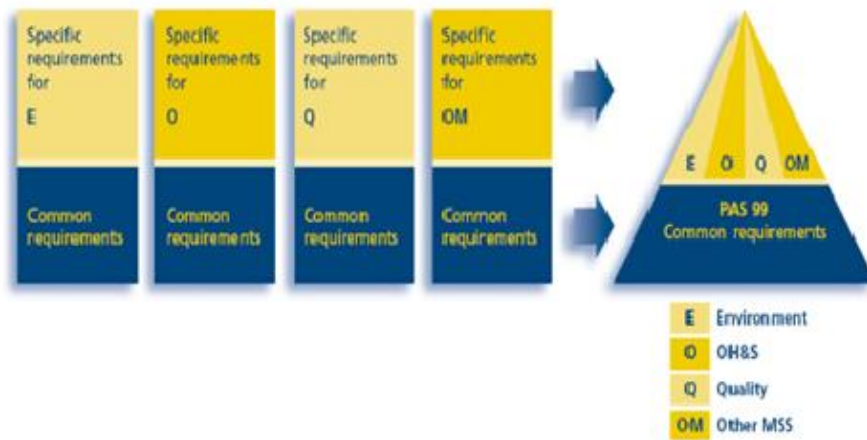 Specific
requirements
for
E
Specific
requirements
for
O
Specific
requirements
for
Q
Specific
requirements
for
OM
Common
requirements
Common
requirements
Common
requirements
Common
requirements
E O Q OM
PAS 99
Common requirements
E Environment
O OH&S
Q Quality
OM Other MSS